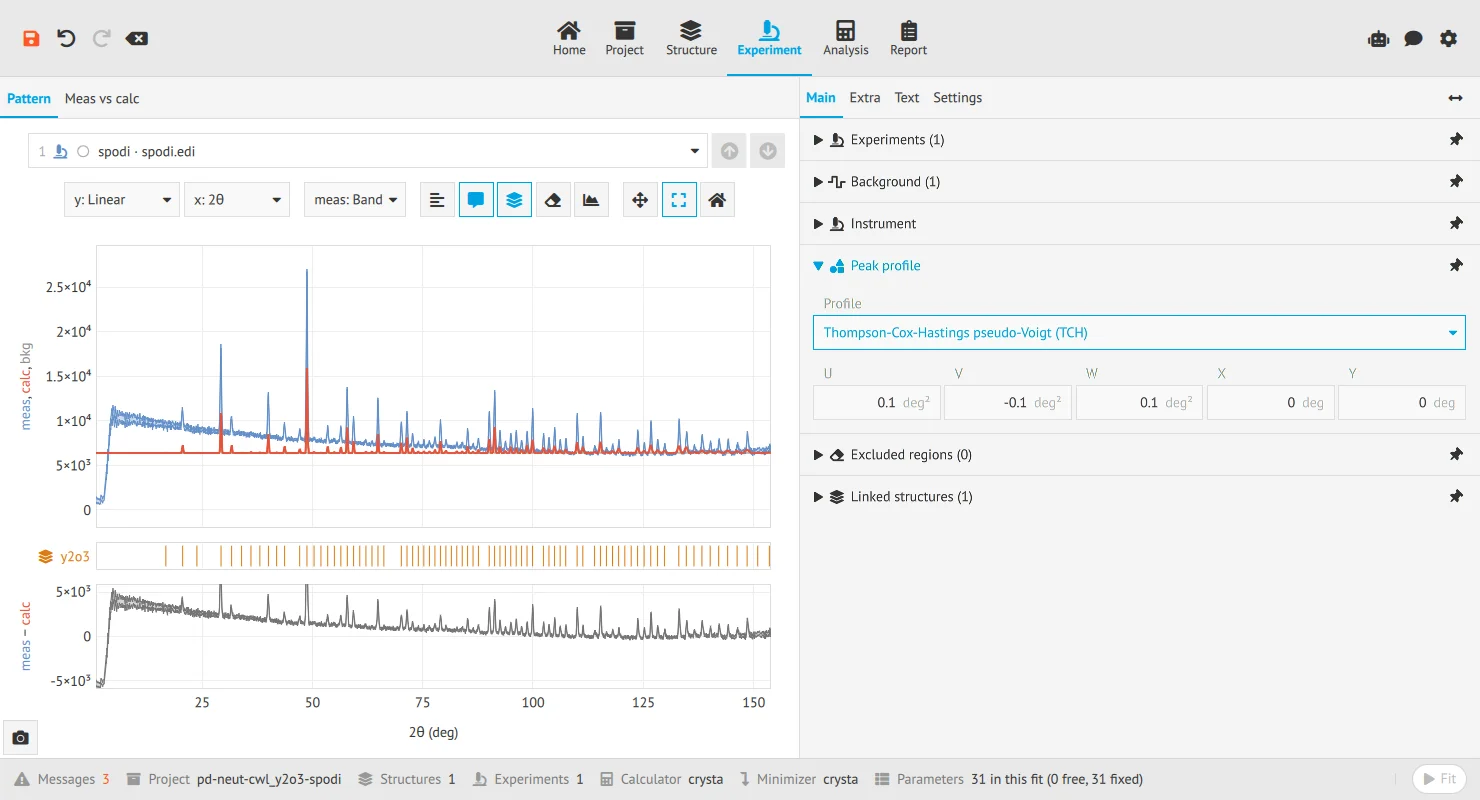 Home
Project
Structure
Experiment
Analysis
Report
Pattern
Meas vs calc
1 spodi · spodi.edi
y: Linear
x: 2θ
meas: Band
meas, calc, bkg
2.5×10⁴
2×10⁴
1.5×10⁴
1×10⁴
5×10³
0
y2o3
meas − calc
5×10³
0
-5×10³
25 50 75 100 125 150
2θ (deg)
Main
Extra
Text
Settings
Experiments (1)
Background (1)
Instrument
Peak profile
Profile
Thompson-Cox-Hastings pseudo-Voigt (TCH)
U V W X Y
0.1 deg² -0.1 deg² 0.1 deg² 0 deg 0 deg
Excluded regions (0)
Linked structures (1)
Messages 3 Project pd-neut-cwl_y2o3-spodi Structures 1 Experiments 1 Calculator crysta Minimizer crysta Parameters 31 in this fit (0 free, 31 fixed) Fit